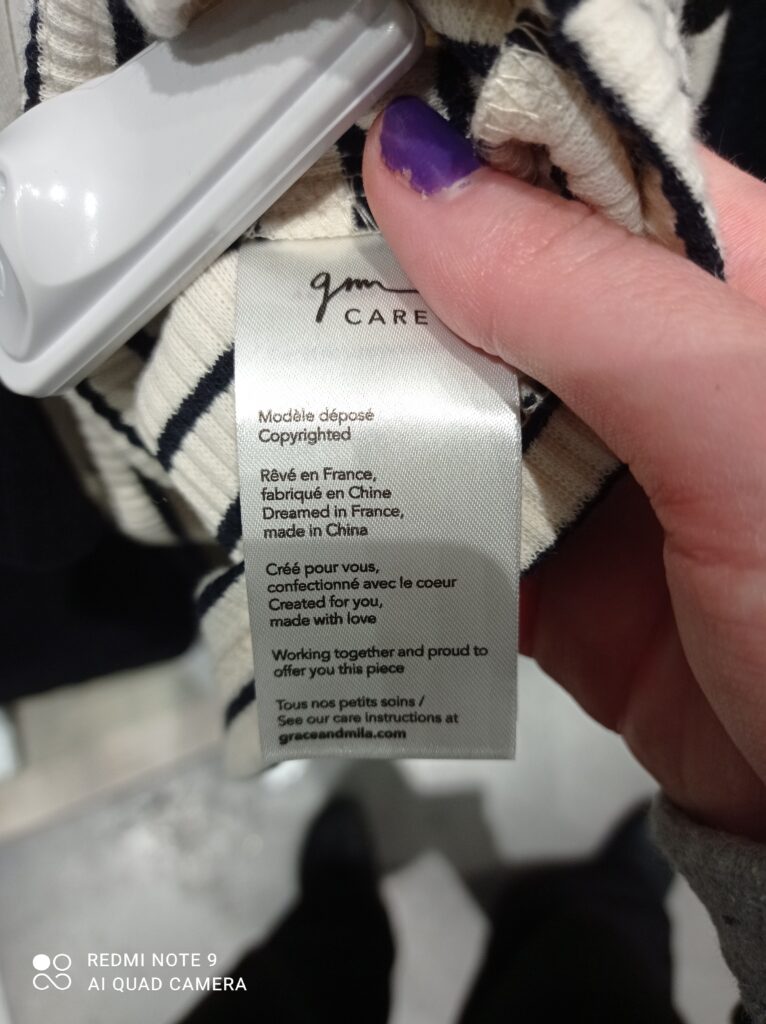 gm
CARE
Modèle déposé
Copyrighted
Rêvé en France,
fabriqué en Chine
Dreamed in France,
made in China
Créé pour vous,
confectionné avec le coeur
Created for you,
made with love
Working together and proud to
offer you this piece
Tous nos petits soins /
See our care instructions at
graceandmila.com
REDMI NOTE 9
AI QUAD CAMERA